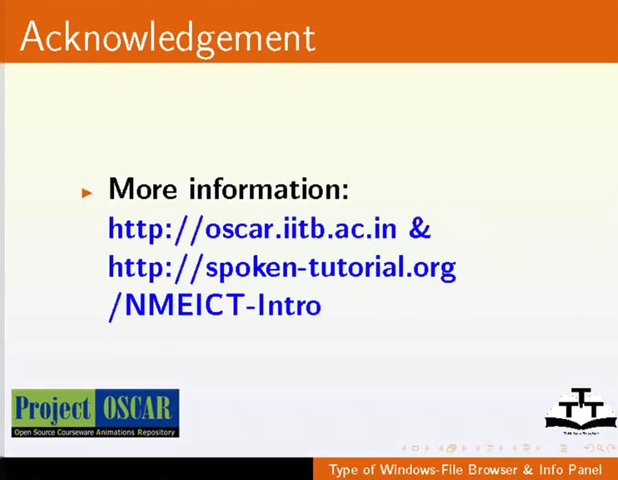 Acknowledgement
More information:
http://oscar.iitb.ac.in &
http://spoken-tutorial.org
/NMEICT-Intro
Project OSCAR
Open Source Courseware Animations Repository
TTT
Type of Windows-File Browser & Info Panel